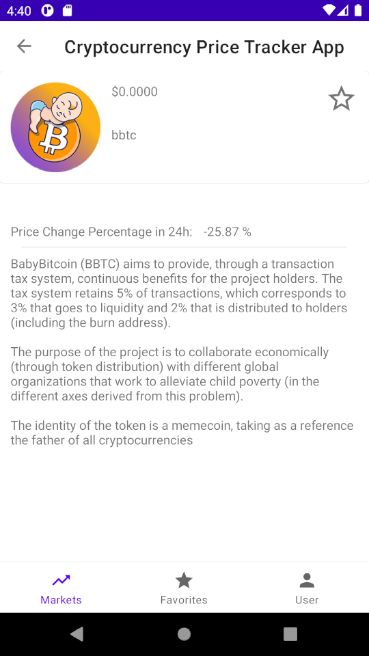 4:40
Cryptocurrency Price Tracker App
$0.0000
bbtc
Price Change Percentage in 24h: -25.87 %
BabyBitcoin (BBTC) aims to provide, through a transaction
tax system, continuous benefits for the project holders. The
tax system retains 5% of transactions, which corresponds to
3% that goes to liquidity and 2% that is distributed to holders
(including the burn address).
The purpose of the project is to collaborate economically
(through token distribution) with different global
organizations that work to alleviate child poverty (in the
different axes derived from this problem).
The identity of the token is a memecoin, taking as a reference
the father of all cryptocurrencies
Markets Favorites User